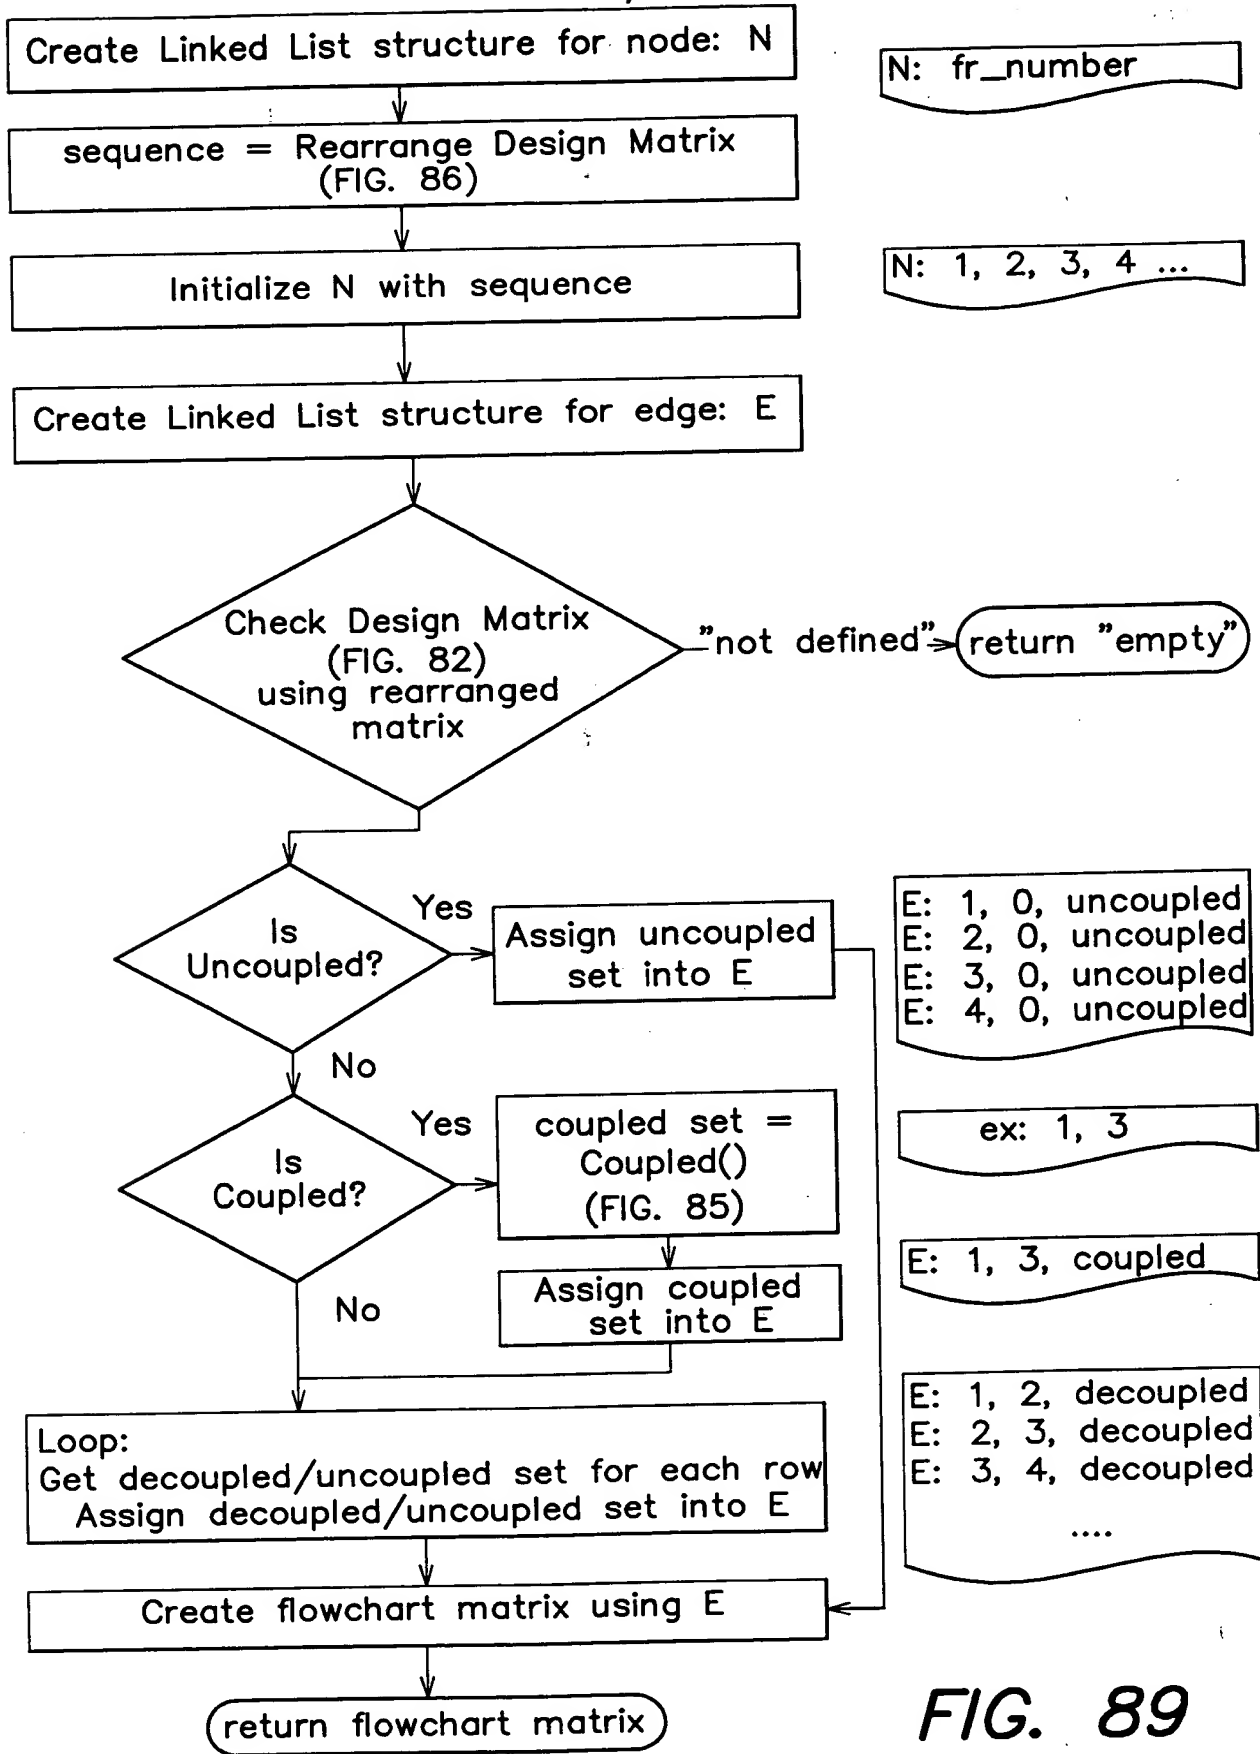 Create Linked List structure for node: N
N: fr_number
sequence = Rearrange Design Matrix
(FIG. 86)
Initialize N with sequence
N: 1, 2, 3, 4 ...
Create Linked List structure for edge: E
Check Design Matrix
(FIG. 82)
using rearranged
matrix
"not defined"
return "empty"
Is
Uncoupled?
Yes
Assign uncoupled
set into E
E: 1, 0, uncoupled
E: 2, 0, uncoupled
E: 3, 0, uncoupled
E: 4, 0, uncoupled
No
Is
Coupled?
Yes
coupled set =
Coupled()
(FIG. 85)
ex: 1, 3
Assign coupled
set into E
E: 1, 3, coupled
No
Loop:
Get decoupled/uncoupled set for each row
Assign decoupled/uncoupled set into E
E: 1, 2, decoupled
E: 2, 3, decoupled
E: 3, 4, decoupled
....
Create flowchart matrix using E
return flowchart matrix
FIG. 89